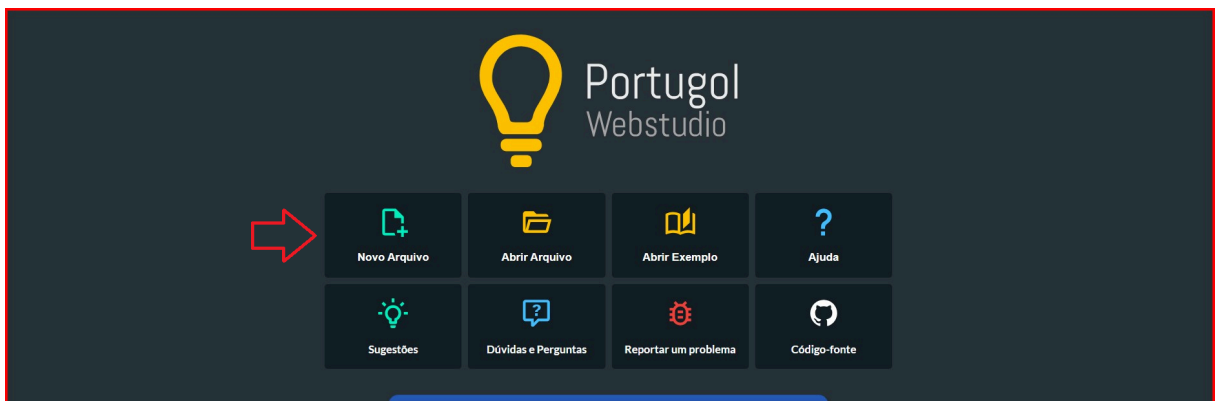 Portugol
Webstudio
Novo Arquivo
Abrir Arquivo
Abrir Exemplo
Ajuda
Sugestões
Dúvidas e Perguntas
Reportar um problema
Código-fonte